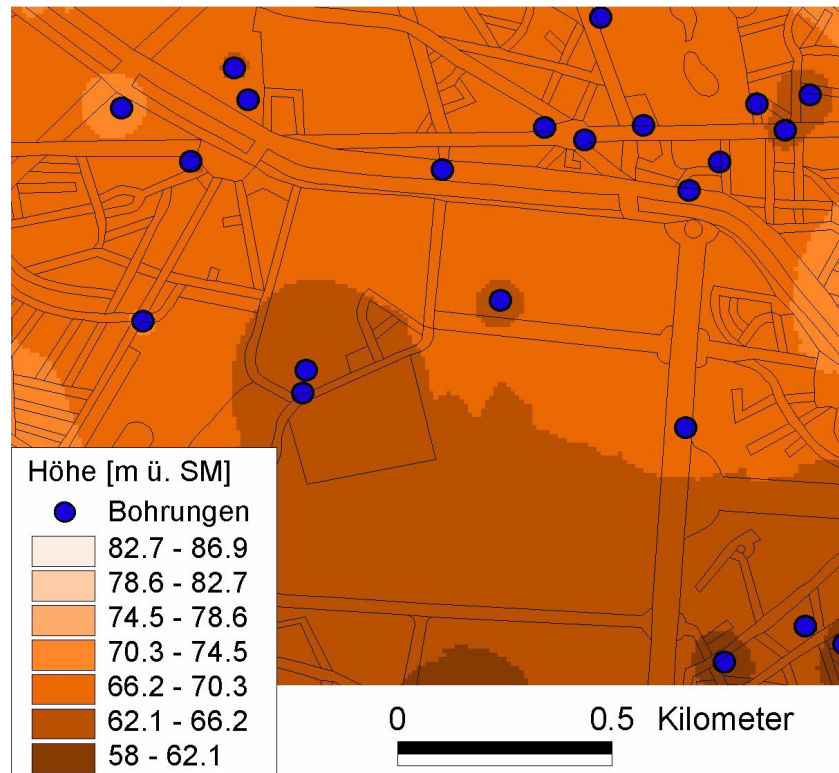 Höhe [m ü. SM]
Bohrungen
82.7 - 86.9
78.6 - 82.7
74.5 - 78.6
70.3 - 74.5
66.2 - 70.3
62.1 - 66.2
58 - 62.1
0 0.5 Kilometer